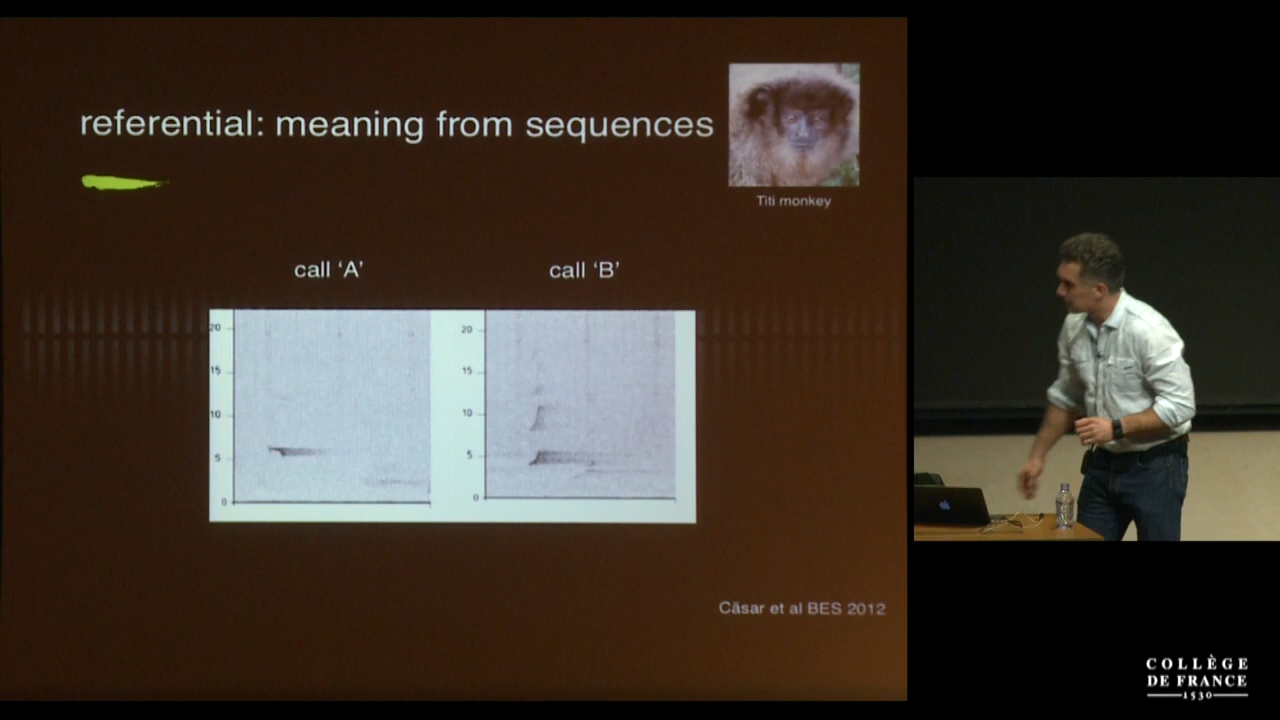 referential: meaning from sequences
Titi monkey
call ‘A’
call ‘B’
20
15
10
5
0
20
15
10
5
0
Cäsar et al BES 2012
COLLÈGE
DE FRANCE
1530